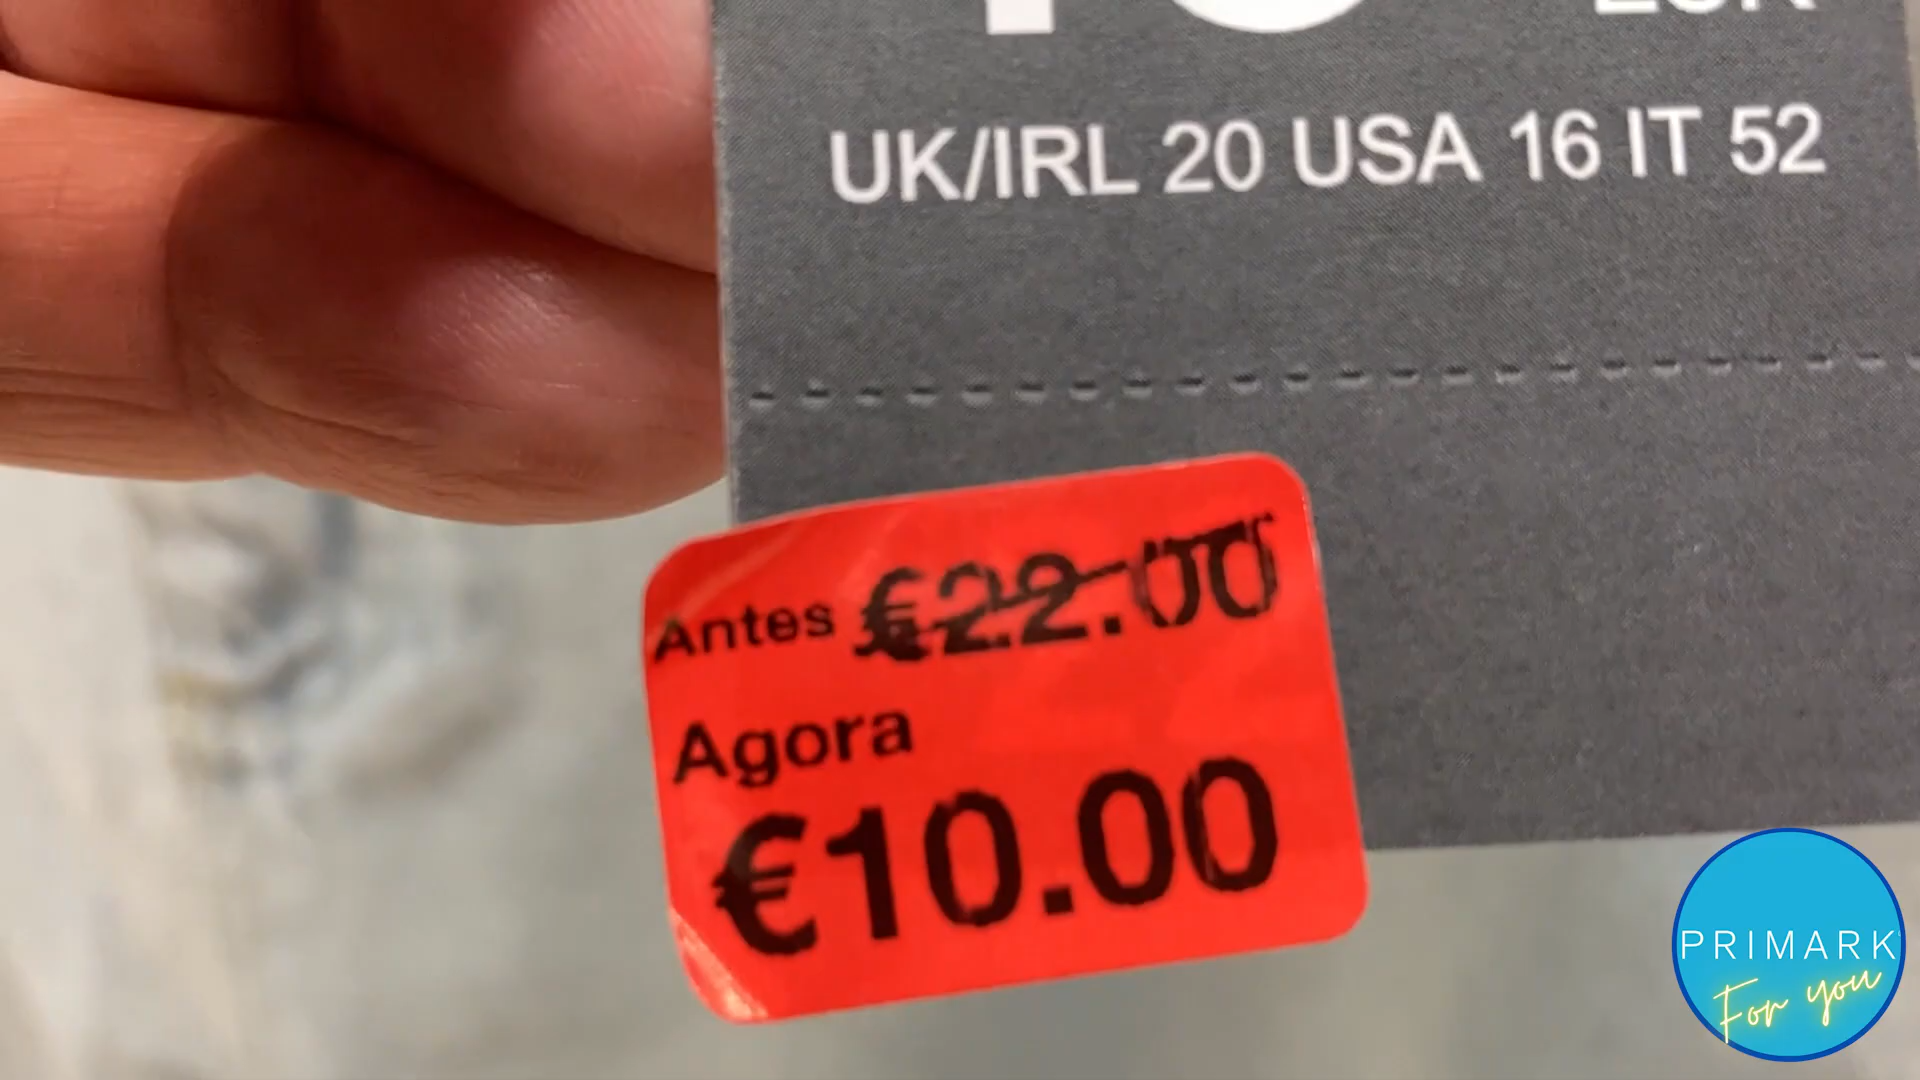 UK/IRL 20 USA 16 IT 52
Antes €22.00
Agora
€10.00
PRIMARK
For you